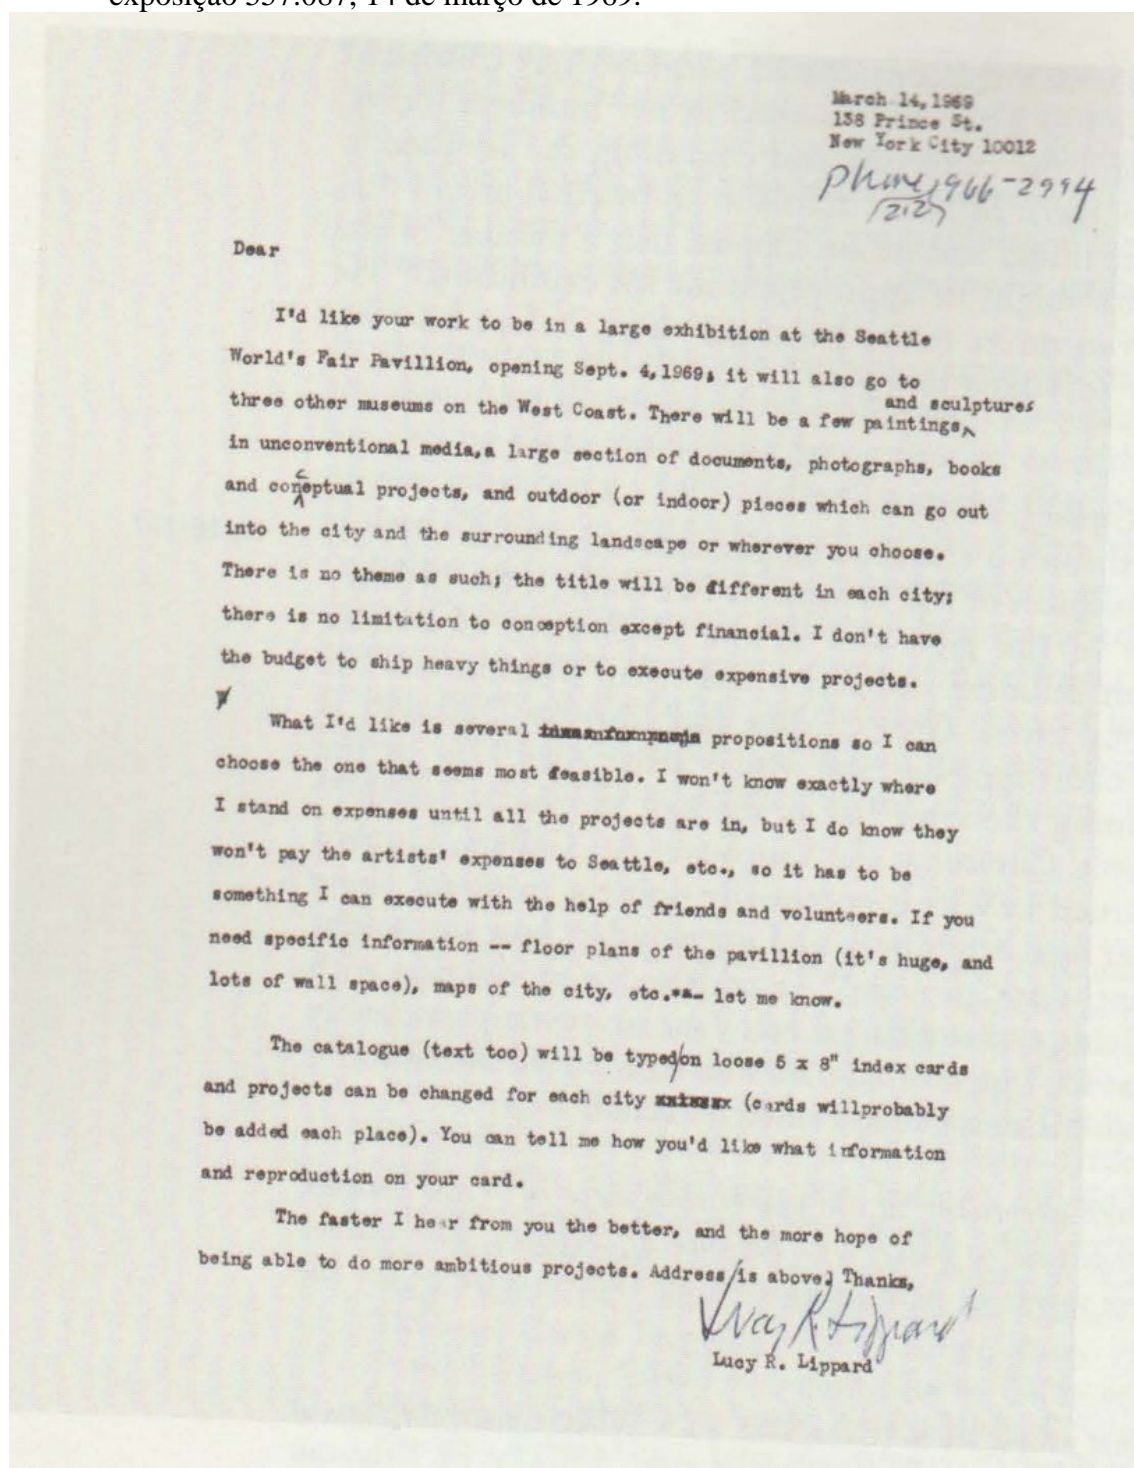 exposição 557.087, 14 de março de 1969.
March 14, 1969
138 Prince St.
New York City 10012
phone 966-2994
(212)
Dear
I'd like your work to be in a large exhibition at the Seattle
World's Fair Pavillion, opening Sept. 4, 1969; it will also go to
three other museums on the West Coast. There will be a few paintings and sculptures
in unconventional media, a large section of documents, photographs, books
and conceptual projects, and outdoor (or indoor) pieces which can go out
into the city and the surrounding landscape or wherever you choose.
There is no theme as such; the title will be different in each city;
there is no limitation to conception except financial. I don't have
the budget to ship heavy things or to execute expensive projects.
What I'd like is several propositions so I can
choose the one that seems most feasible. I won't know exactly where
I stand on expenses until all the projects are in, but I do know they
won't pay the artists' expenses to Seattle, etc., so it has to be
something I can execute with the help of friends and volunteers. If you
need specific information -- floor plans of the pavillion (it's huge, and
lots of wall space), maps of the city, etc.-- let me know.
The catalogue (text too) will be typed/on loose 5 x 8" index cards
and projects can be changed for each city (cards willprobably
be added each place). You can tell me how you'd like what information
and reproduction on your card.
The faster I hear from you the better, and the more hope of
being able to do more ambitious projects. Address/is above. Thanks,
Lucy R. Lippard
Lucy R. Lippard